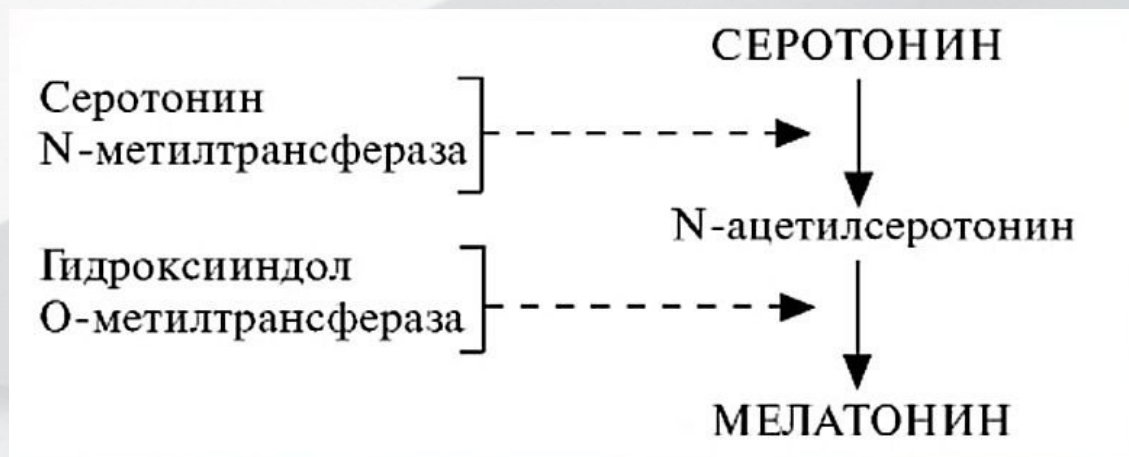 СЕРОТОНИН
Серотонин
N-метилтрансфераза
N-ацетилсеротонин
Гидроксииндол
О-метилтрансфераза
МЕЛАТОНИН